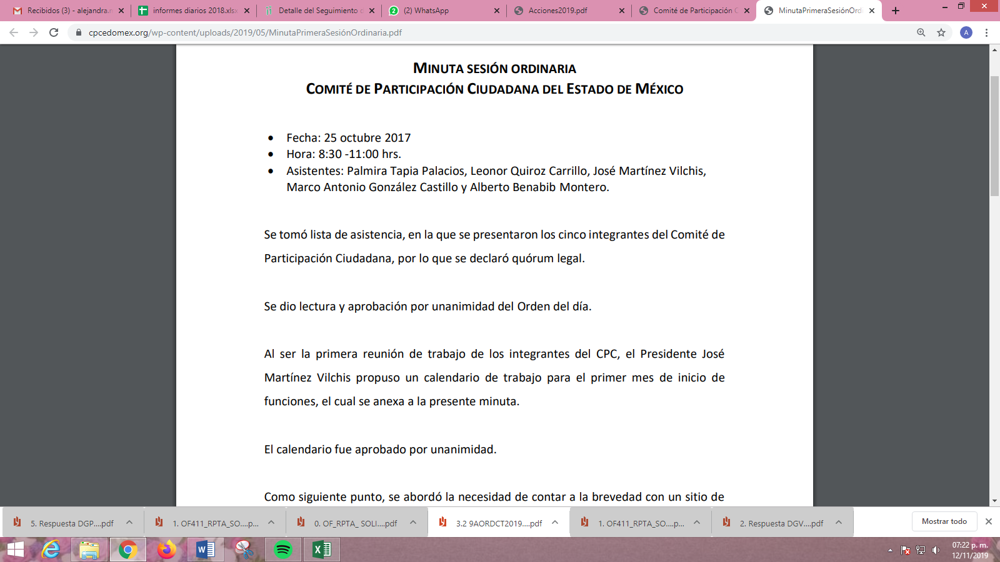 Recibidos (3) - alejandra.n
informes diarios 2018.xlsx
Detalle del Seguimiento d
(2) WhatsApp
Acciones2019.pdf
Comité de Participación C
MinutaPrimeraSesiónOrdi
cpcedomex.org/wp-content/uploads/2019/05/MinutaPrimeraSesiónOrdinaria.pdf
A
MINUTA SESIÓN ORDINARIA
COMITÉ DE PARTICIPACIÓN CIUDADANA DEL ESTADO DE MÉXICO
• Fecha: 25 octubre 2017
• Hora: 8:30 -11:00 hrs.
• Asistentes: Palmira Tapia Palacios, Leonor Quiroz Carrillo, José Martínez Vilchis,
Marco Antonio González Castillo y Alberto Benabib Montero.
Se tomó lista de asistencia, en la que se presentaron los cinco integrantes del Comité de
Participación Ciudadana, por lo que se declaró quórum legal.
Se dio lectura y aprobación por unanimidad del Orden del día.
Al ser la primera reunión de trabajo de los integrantes del CPC, el Presidente José
Martínez Vilchis propuso un calendario de trabajo para el primer mes de inicio de
funciones, el cual se anexa a la presente minuta.
El calendario fue aprobado por unanimidad.
Como siguiente punto, se abordó la necesidad de contar a la brevedad con un sitio de
5. Respuesta DGP....pdf
1. OF411_RPTA_SO....p...
0. OF_RPTA_ SOLI....pdf
3.2 9AORDCT2019....pdf
1. OF411_RPTA_SO....p...
2. Respuesta DGV....pdf
Mostrar todo
07:22 p. m.
12/11/2019